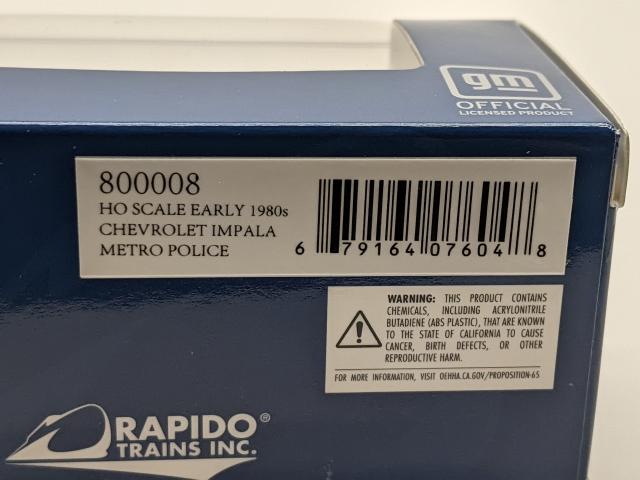 gm
OFFICIAL
LICENSED PRODUCT
800008
HO SCALE EARLY 1980s
CHEVROLET IMPALA
METRO POLICE
6 79164 07604 8
WARNING: THIS PRODUCT CONTAINS
CHEMICALS, INCLUDING ACRYLONITRILE
BUTADIENE (ABS PLASTIC), THAT ARE KNOWN
TO THE STATE OF CALIFORNIA TO CAUSE
CANCER, BIRTH DEFECTS, OR OTHER
REPRODUCTIVE HARM.
FOR MORE INFORMATION, VISIT OEHHA.CA.GOV/PROPOSITION-65
RAPIDO®
TRAINS INC.